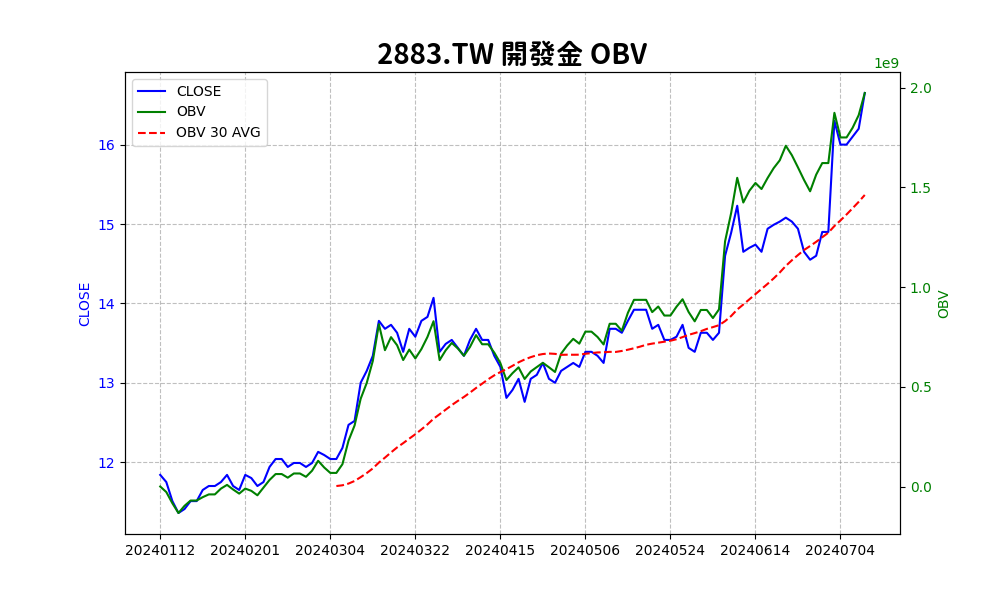 2883.TW 開發金 OBV
1e9
CLOSE
OBV
OBV 30 AVG
16
15
14
13
12
CLOSE
2.0
1.5
1.0
0.5
0.0
OBV
20240112 20240201 20240304 20240322 20240415 20240506 20240524 20240614 20240704